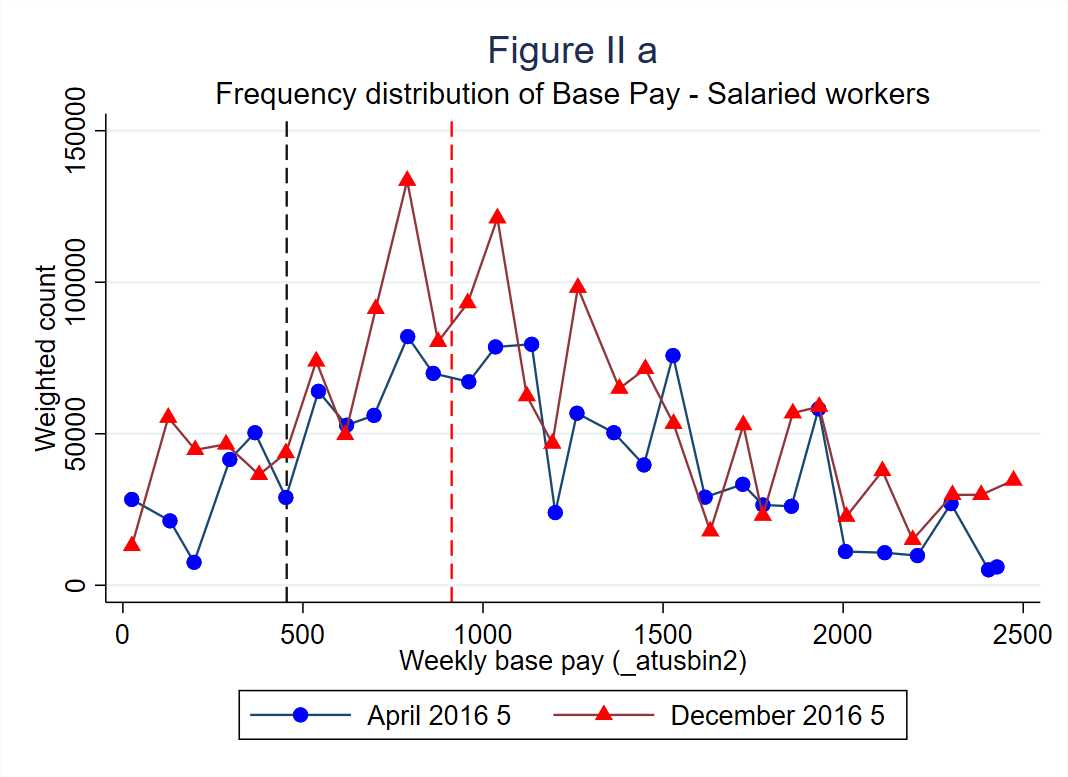 Figure II a
Frequency distribution of Base Pay - Salaried workers
Weighted count
150000
100000
50000
0
0 500 1000 1500 2000 2500
Weekly base pay (_atusbin2)
April 2016 5 December 2016 5